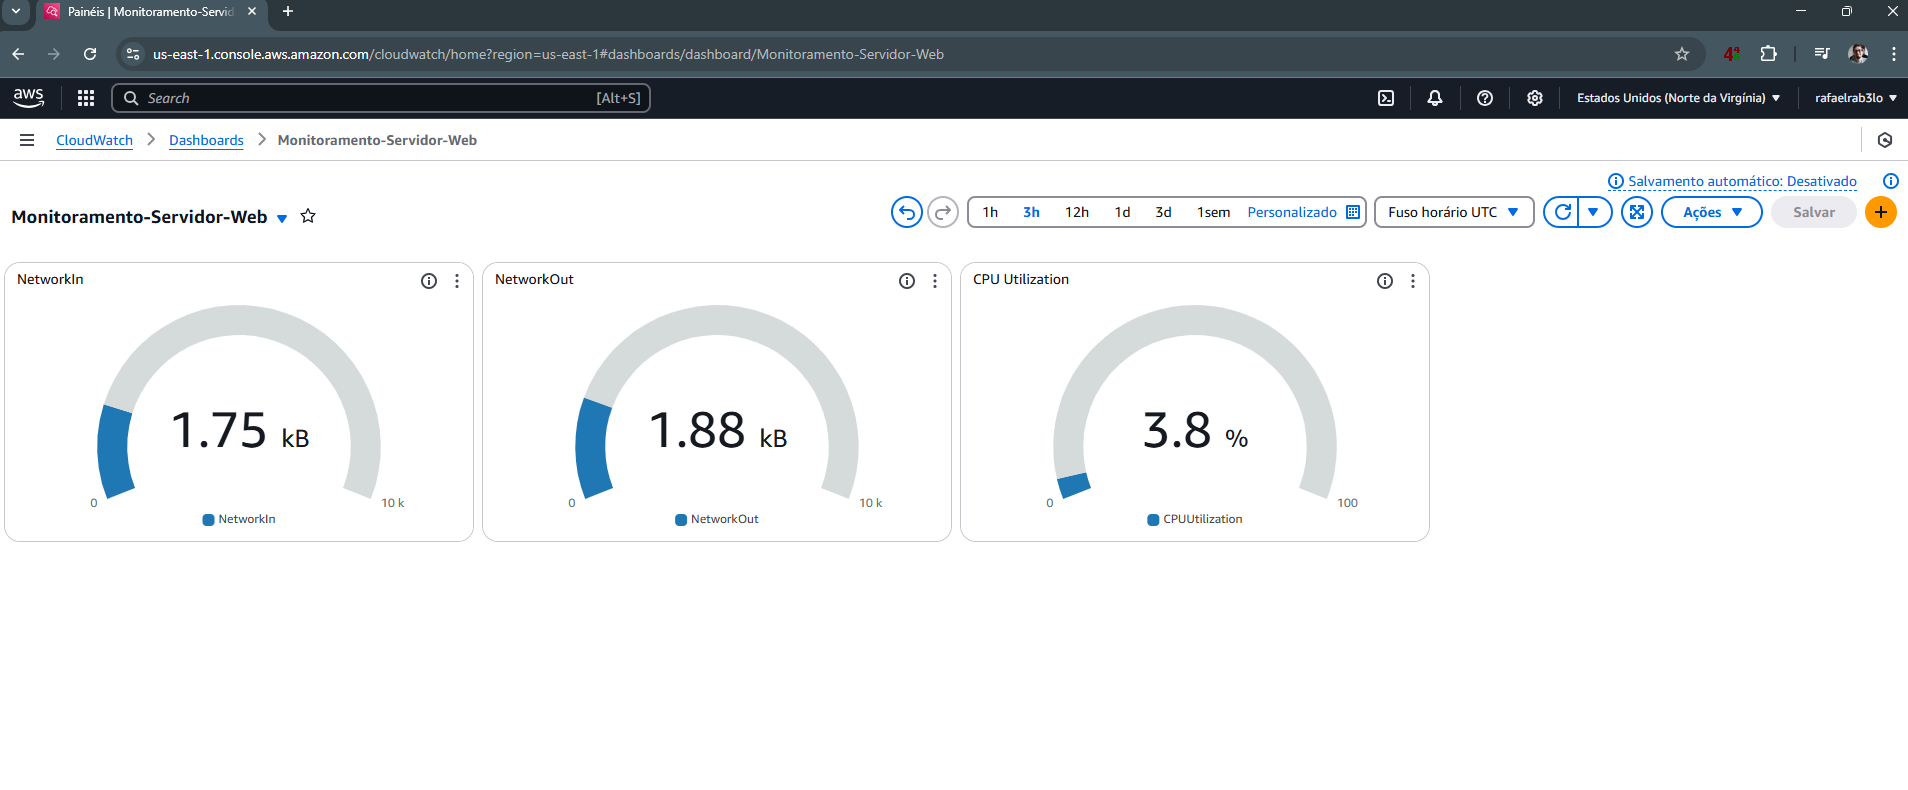 Painéis | Monitoramento-Servid
us-east-1.console.aws.amazon.com/cloudwatch/home?region=us-east-1#dashboards/dashboard/Monitoramento-Servidor-Web
aws
Search
[Alt+S]
Estados Unidos (Norte da Virgínia)
rafaelrab3lo
CloudWatch
Dashboards
Monitoramento-Servidor-Web
Salvamento automático: Desativado
Monitoramento-Servidor-Web
1h 3h 12h 1d 3d 1sem Personalizado
Fuso horário UTC
Ações
Salvar
NetworkIn
1.75 kB
0
10 k
NetworkIn
NetworkOut
1.88 kB
0
10 k
NetworkOut
CPU Utilization
3.8 %
0
100
CPUUtilization